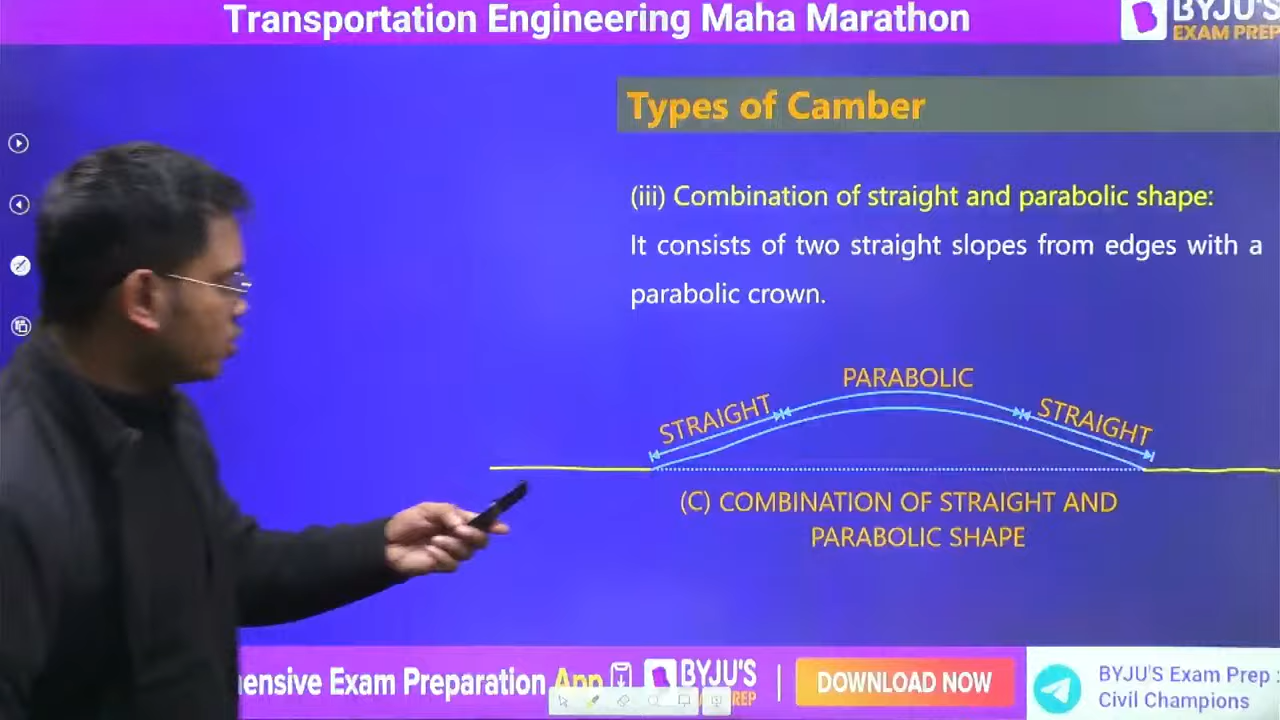 Transportation Engineering Maha Marathon
BYJU'S
EXAM PREP
Types of Camber
(iii) Combination of straight and parabolic shape:
It consists of two straight slopes from edges with a
parabolic crown.
PARABOLIC
STRAIGHT
STRAIGHT
(C) COMBINATION OF STRAIGHT AND
PARABOLIC SHAPE
Exam Preparation App
BYJU'S
DOWNLOAD NOW
BYJU'S Exam Prep :
Civil Champions